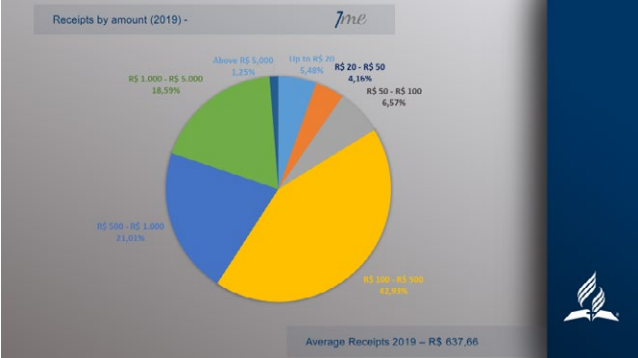 Receipts by amount (2019) -
7me
Above R$ 5,000
1,25%
Up to R$ 20
5,48%
R$ 20 - R$ 50
4,16%
R$ 50 - R$ 100
6,57%
R$ 1.000 - R$ 5.000
18,59%
R$ 500 - R$ 1.000
21,01%
R$ 100 - R$ 500
42,93%
Average Receipts 2019 – R$ 637,66